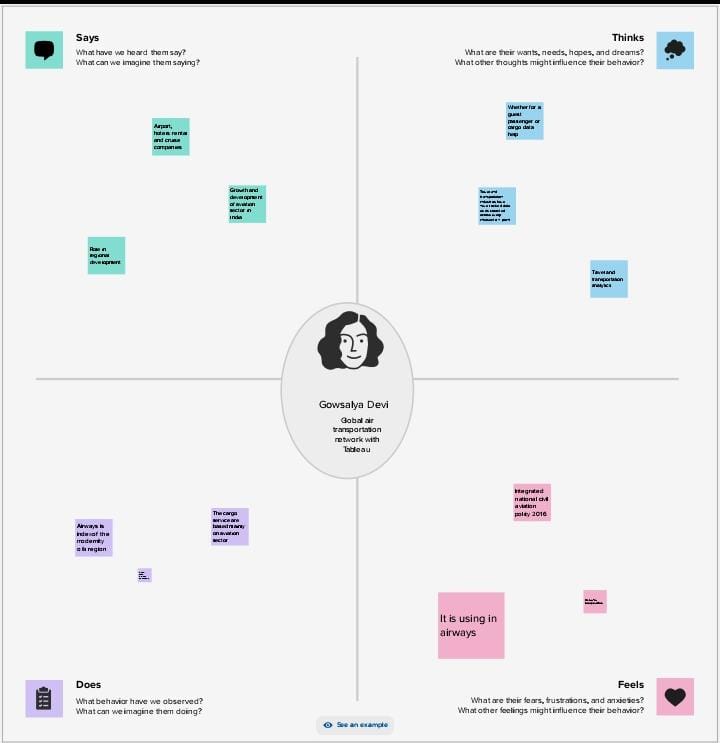 Says
What have we heard them say?
What can we imagine them saying?
Thinks
What are their wants, needs, hopes, and dreams?
What other thoughts might influence their behavior?
Airport,
hotels rental
and cruise
companies
Growth and
development
of aviation
sector in
India
Role in
regional
development
Whether for a
guest
passenger or
cargo data
help
Travel and
transportation
analytics
Gowsalya Devi
Global air
transportation
network with
Tableau
Airways is
index of the
modernity
o is region
The cargo
service are
based mainly
on aviation
sector
Integrated
national civil
aviation
policy 2016
It is using in
airways
Does
What behavior have we observed?
What can we imagine them doing?
Feels
What are their fears, frustrations, and anxieties?
What other feelings might influence their behavior?
See an example